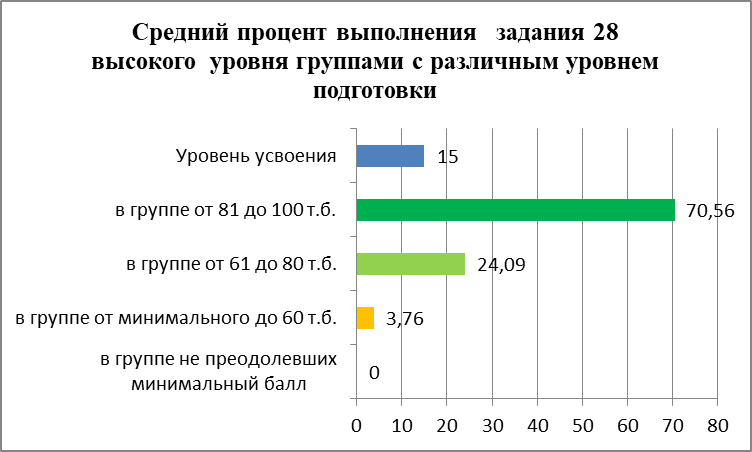 Средний процент выполнения задания 28
высокого уровня группами с различным уровнем
подготовки
Уровень усвоения
15
в группе от 81 до 100 т.б.
70,56
в группе от 61 до 80 т.б.
24,09
в группе от минимального до 60 т.б.
3,76
в группе не преодолевших
минимальный балл
0
0 10 20 30 40 50 60 70 80